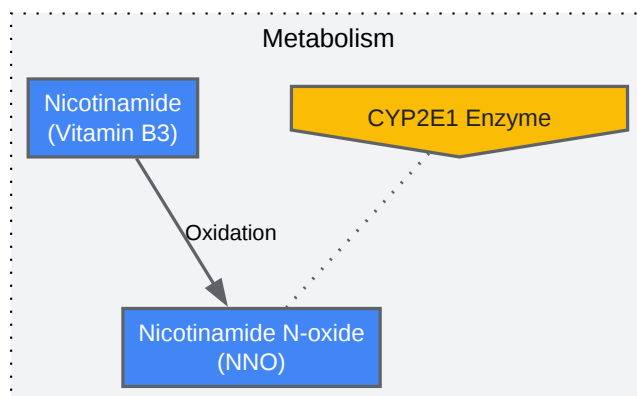 Metabolism
Nicotinamide
(Vitamin B3)
CYP2E1 Enzyme
Oxidation
Nicotinamide N-oxide
(NNO)